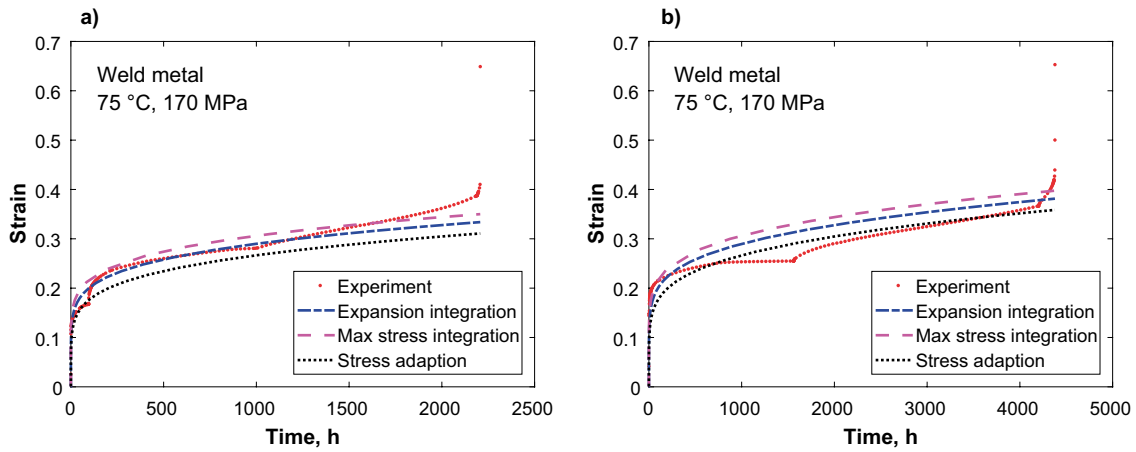 a)
0.7
0.6
0.5
0.4
0.3
0.2
0.1
0
Strain
Weld metal
75 °C, 170 MPa
Experiment
Expansion integration
Max stress integration
Stress adaption
0 500 1000 1500 2000 2500
Time, h
b)
0.7
0.6
0.5
0.4
0.3
0.2
0.1
0
Strain
Weld metal
75 °C, 170 MPa
Experiment
Expansion integration
Max stress integration
Stress adaption
0 1000 2000 3000 4000 5000
Time, h